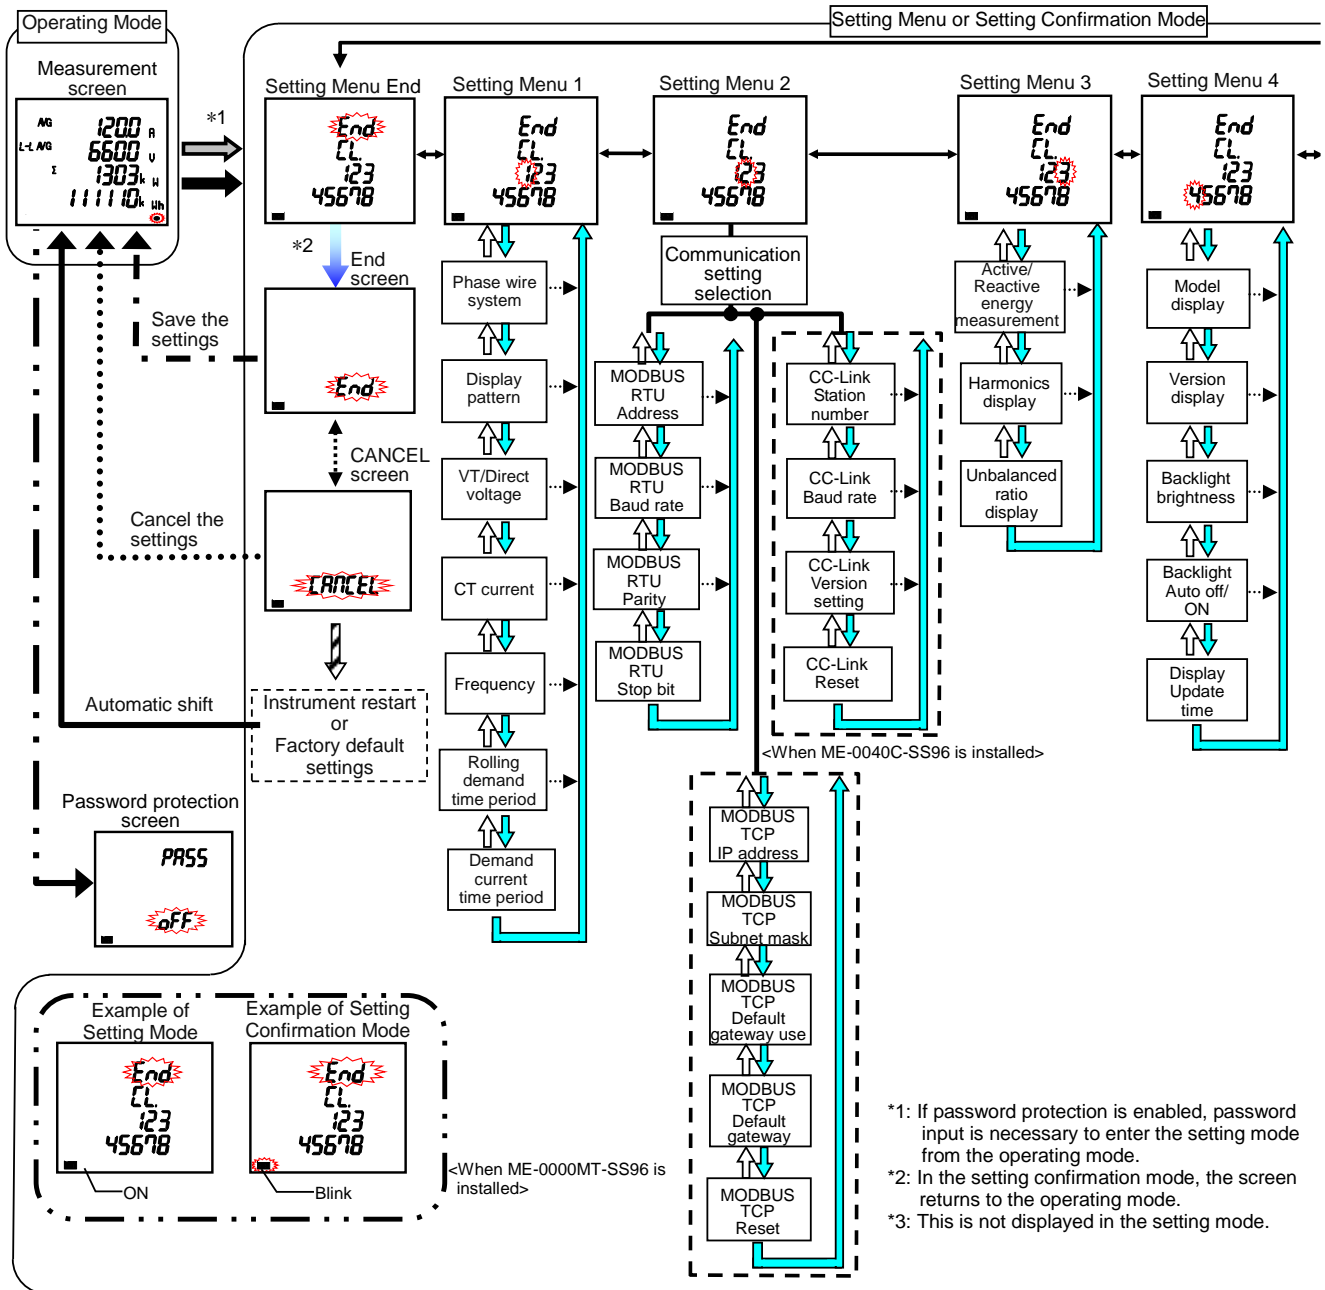 Operating Mode
Setting Menu or Setting Confirmation Mode
Measurement
screen
AVG 120.0 A
L-L AVG 6600 V
Σ 1303 k W
111110 k Wh
*1
Setting Menu End
End
CL.
123
45678
Setting Menu 1
End
CL.
123
45678
Setting Menu 2
End
CL.
123
45678
Setting Menu 3
End
CL.
123
45678
Setting Menu 4
End
CL.
123
45678
*2
End
screen
End
Save the
settings
CANCEL
screen
CANCEL
Cancel the
settings
Automatic shift
Instrument restart
or
Factory default
settings
Password protection
screen
PASS
oFF
Phase wire
system
Display
pattern
VT/Direct
voltage
CT current
Frequency
Rolling
demand
time period
Demand
current
time period
Communication
setting
selection
MODBUS
RTU
Address
MODBUS
RTU
Baud rate
MODBUS
RTU
Parity
MODBUS
RTU
Stop bit
CC-Link
Station
number
CC-Link
Baud rate
CC-Link
Version
setting
CC-Link
Reset
<When ME-0040C-SS96 is installed>
Active/
Reactive
energy
measurement
Harmonics
display
Unbalanced
ratio
display
Model
display
Version
display
Backlight
brightness
Backlight
Auto off/
ON
Display
Update
time
MODBUS
TCP
IP address
MODBUS
TCP
Subnet mask
MODBUS
TCP
Default
gateway use
MODBUS
TCP
Default
gateway
MODBUS
TCP
Reset
<When ME-0000MT-SS96 is
installed>
Example of
Setting Mode
End
CL.
123
45678
ON
Example of Setting
Confirmation Mode
End
CL.
123
45678
Blink
*1: If password protection is enabled, password
input is necessary to enter the setting mode
from the operating mode.
*2: In the setting confirmation mode, the screen
returns to the operating mode.
*3: This is not displayed in the setting mode.